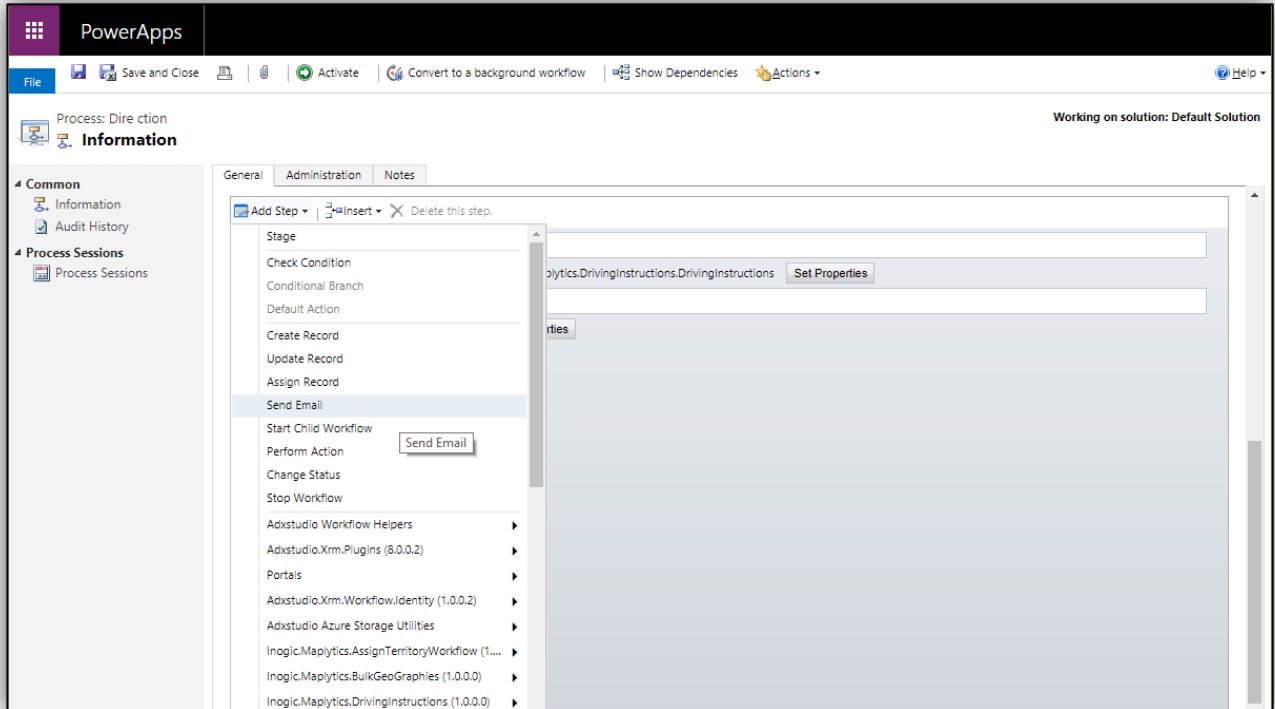 PowerApps
File
Save and Close
Activate
Convert to a background workflow
Show Dependencies
Actions
Help
Process: Dire ction
Information
Working on solution: Default Solution
Common
Information
Audit History
Process Sessions
Process Sessions
General
Administration
Notes
Add Step
Insert
Delete this step.
Stage
Check Condition
Conditional Branch
Default Action
Create Record
Update Record
Assign Record
Send Email
Start Child Workflow
Send Email
Perform Action
Change Status
Stop Workflow
Adxstudio Workflow Helpers
Adxstudio.Xrm.Plugins (8.0.0.2)
Portals
Adxstudio.Xrm.Workflow.Identity (1.0.0.2)
Adxstudio Azure Storage Utilities
Inogic.Maplytics.AssignTerritoryWorkflow (1....
Inogic.Maplytics.BulkGeoGraphies (1.0.0.0)
Inogic.Maplytics.DrivingInstructions (1.0.0.0)
plytics.DrivingInstructions.DrivingInstructions
Set Properties
rties